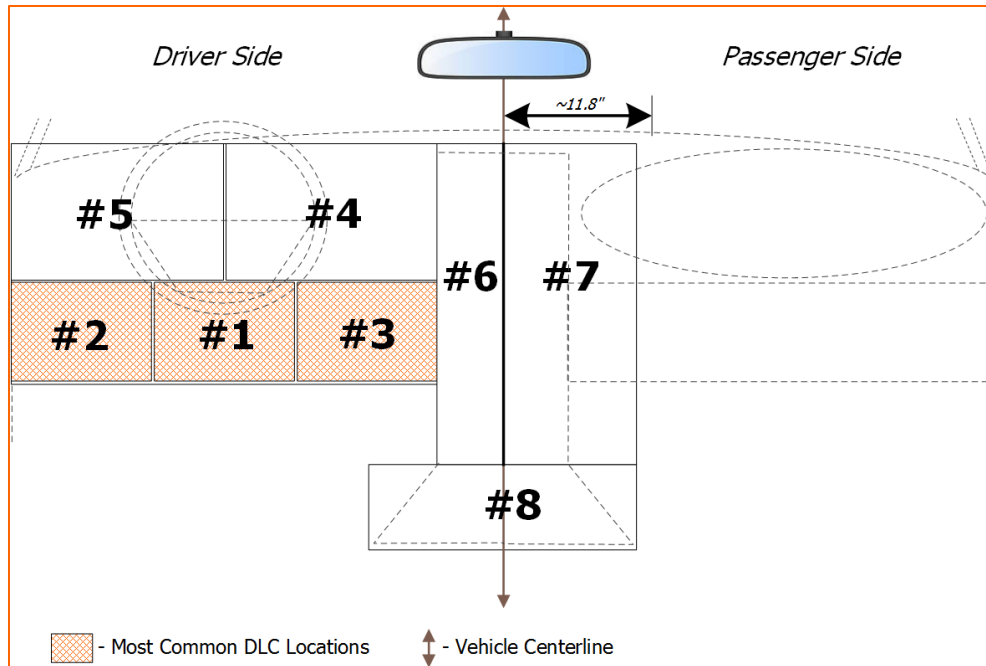 Driver Side
Passenger Side
~11.8"
#5
#4
#6
#7
#2
#1
#3
#8
- Most Common DLC Locations
- Vehicle Centerline